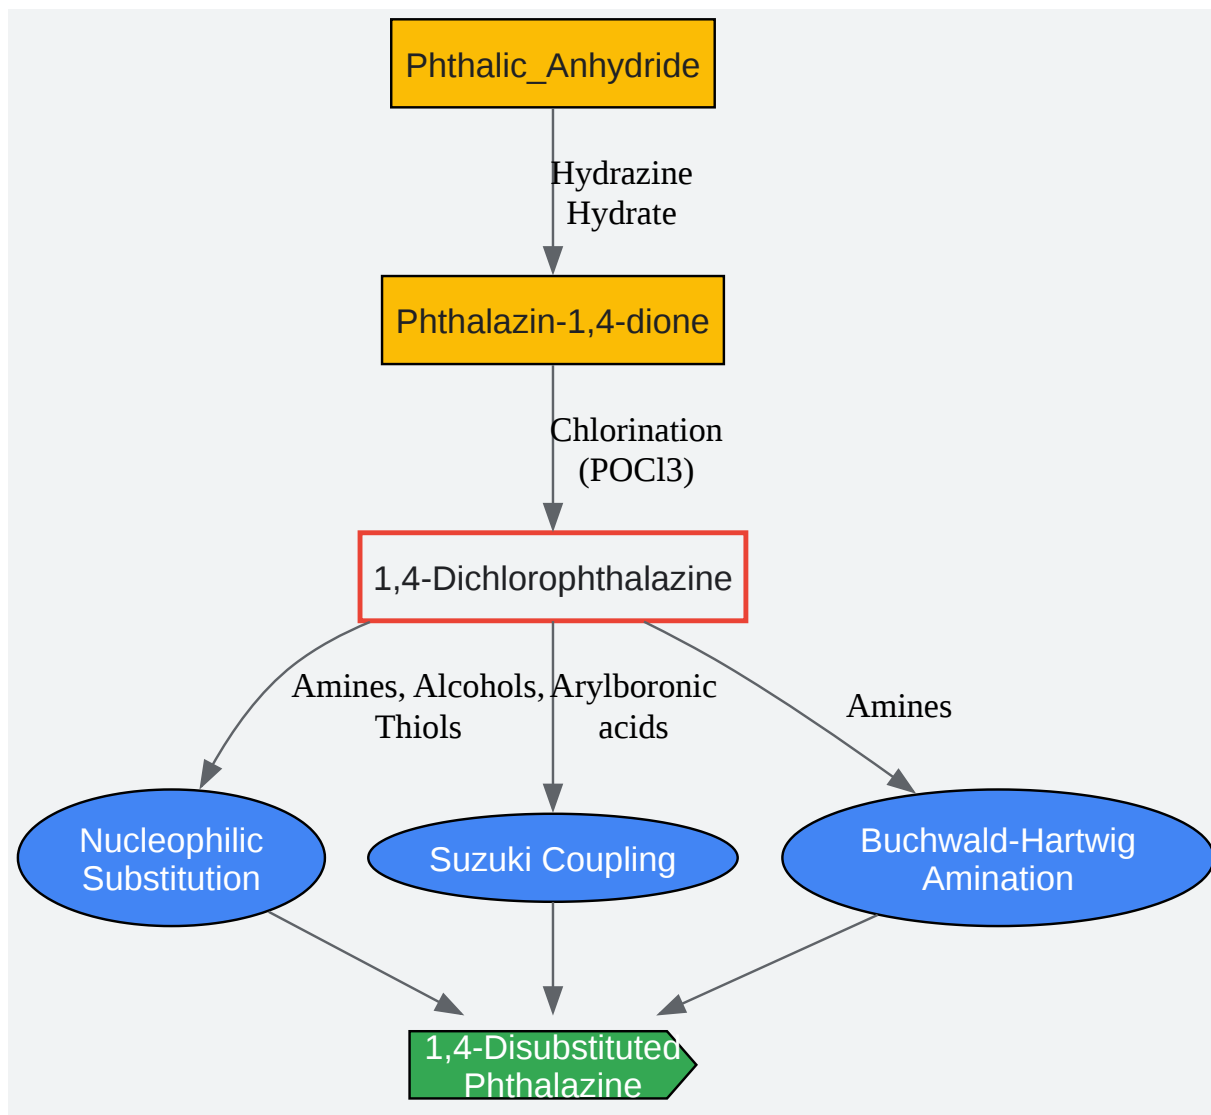 Phthalic_Anhydride
Hydrazine
Hydrate
Phthalazin-1,4-dione
Chlorination
(POCl3)
1,4-Dichlorophthalazine
Amines, Alcohols,
Thiols
Arylboronic
acids
Amines
Nucleophilic
Substitution
Suzuki Coupling
Buchwald-Hartwig
Amination
1,4-Disubstituted
Phthalazine